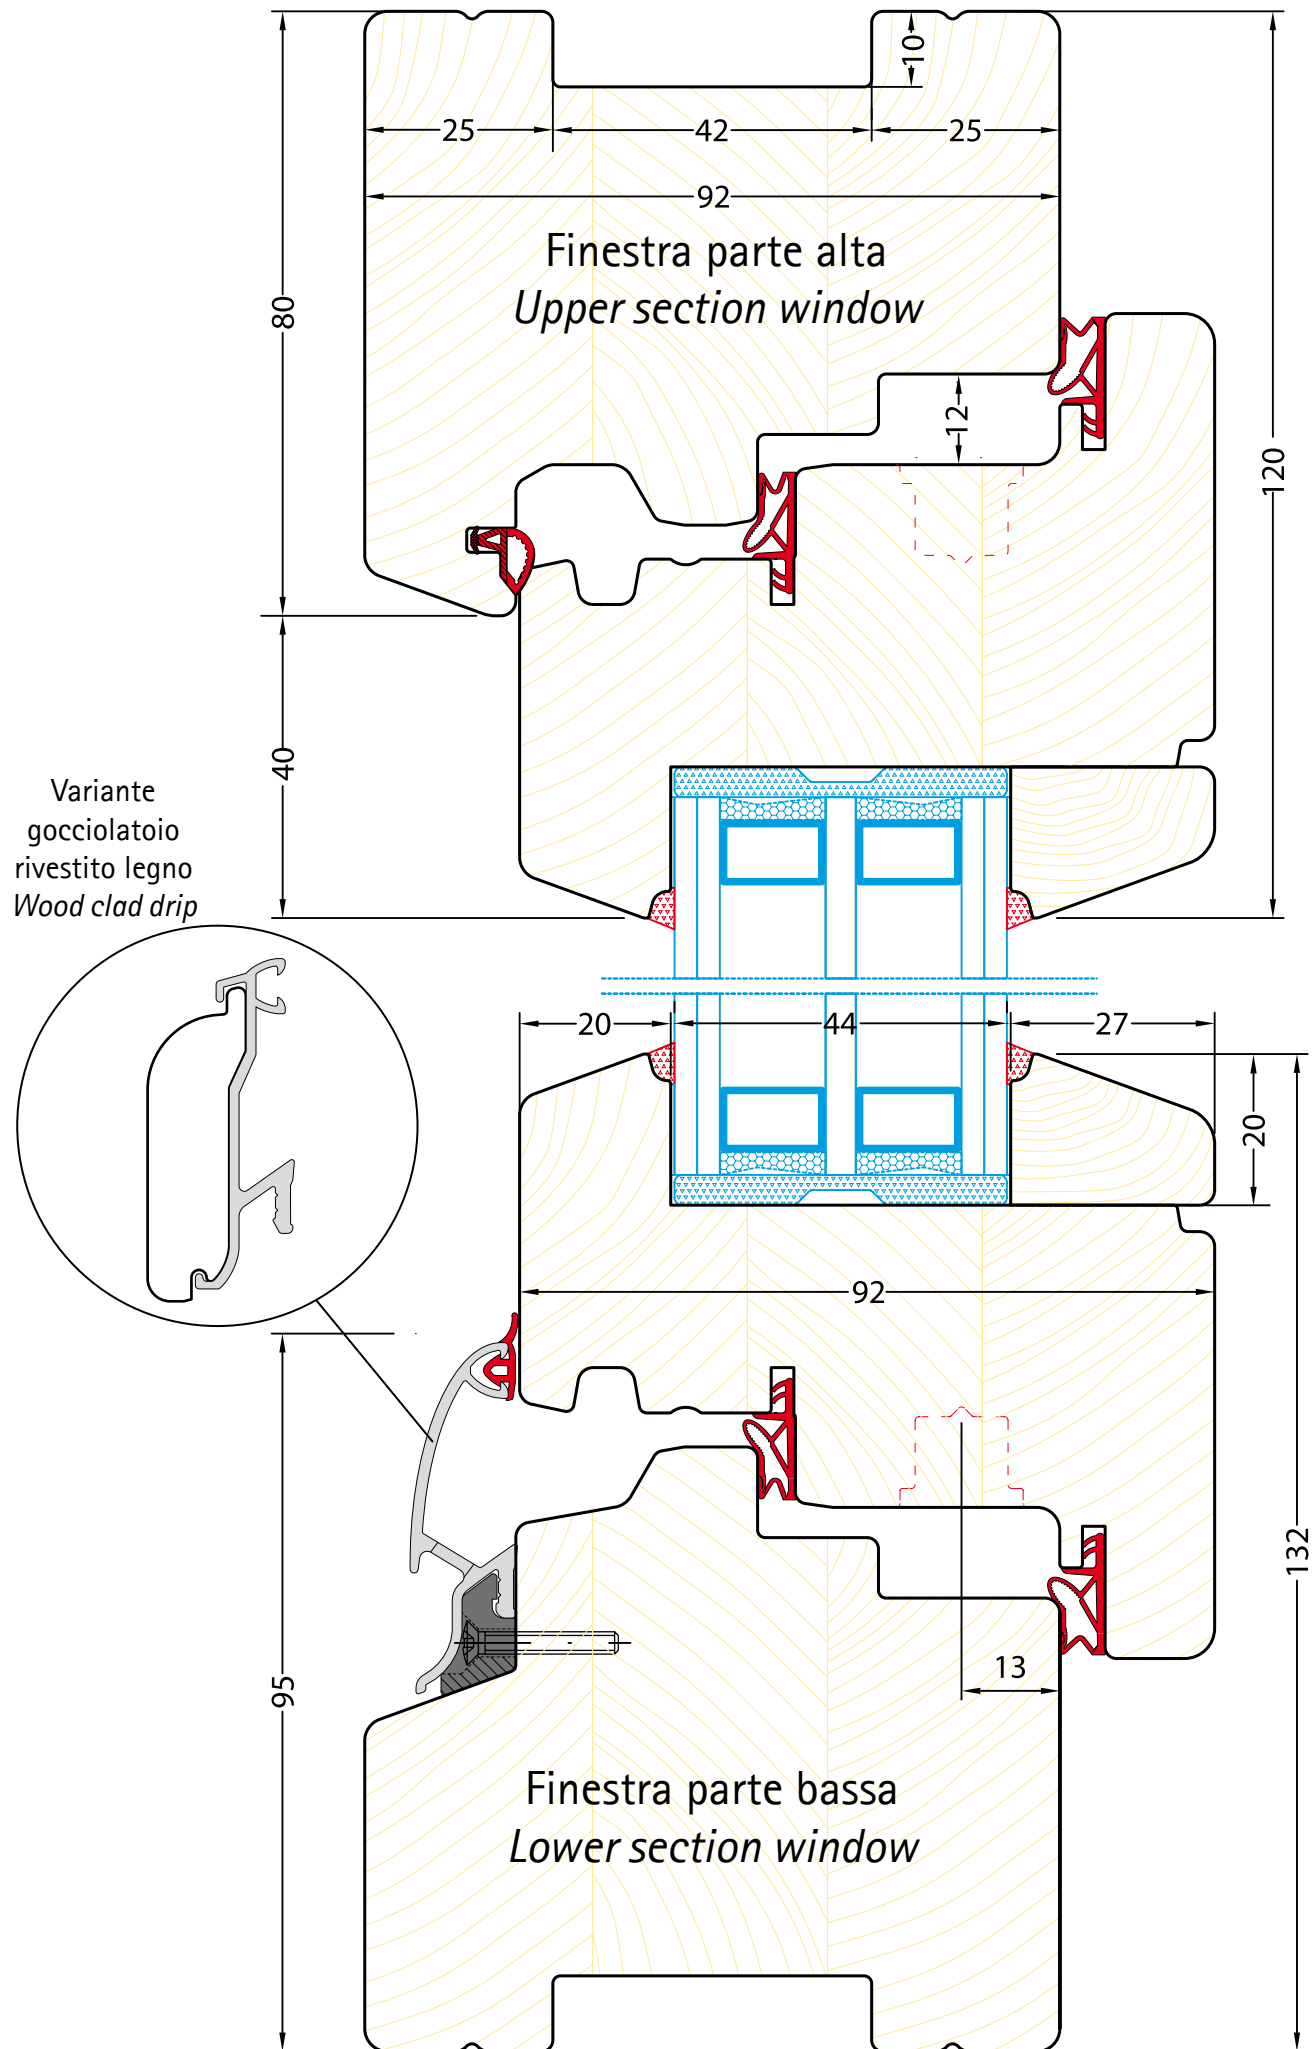 10
25
42
25
92
Finestra parte alta
Upper section window
80
12
120
40
Variante
gocciolatoio
rivestito legno
Wood clad drip
20
44
27
20
92
132
95
13
Finestra parte bassa
Lower section window